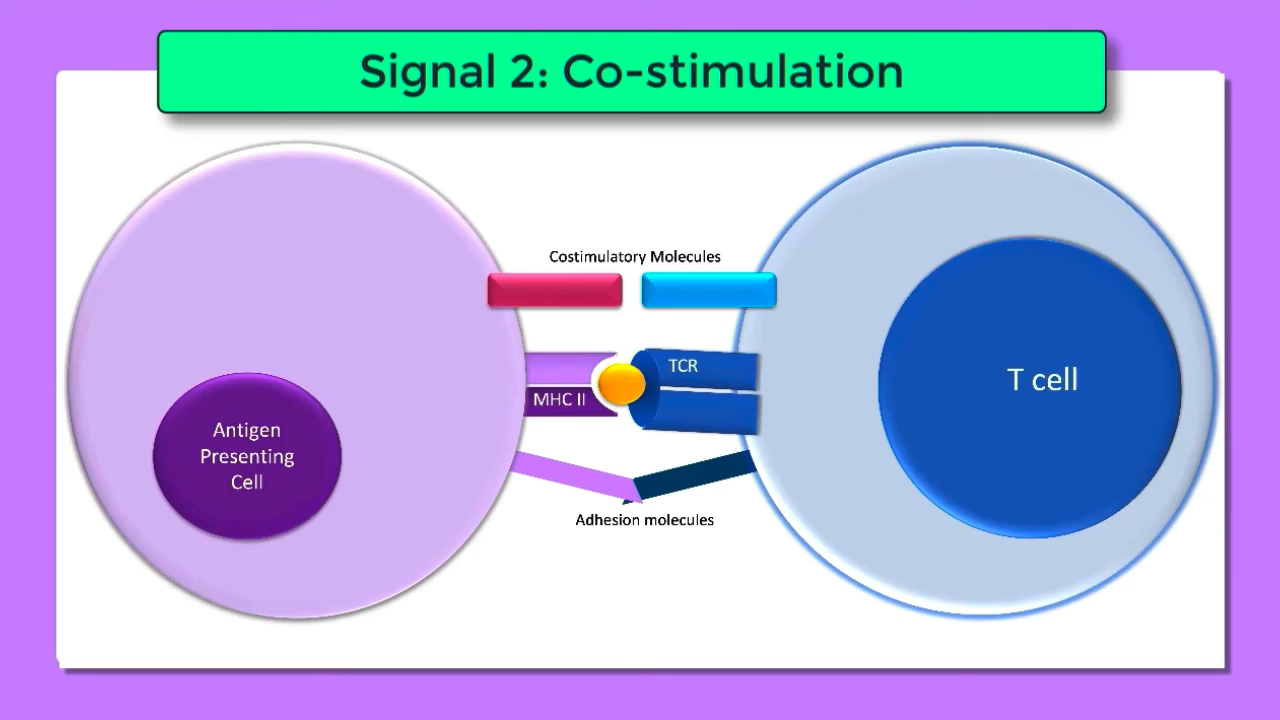 Signal 2: Co-stimulation
Costimulatory Molecules
TCR
MHC II
T cell
Antigen
Presenting
Cell
Adhesion molecules